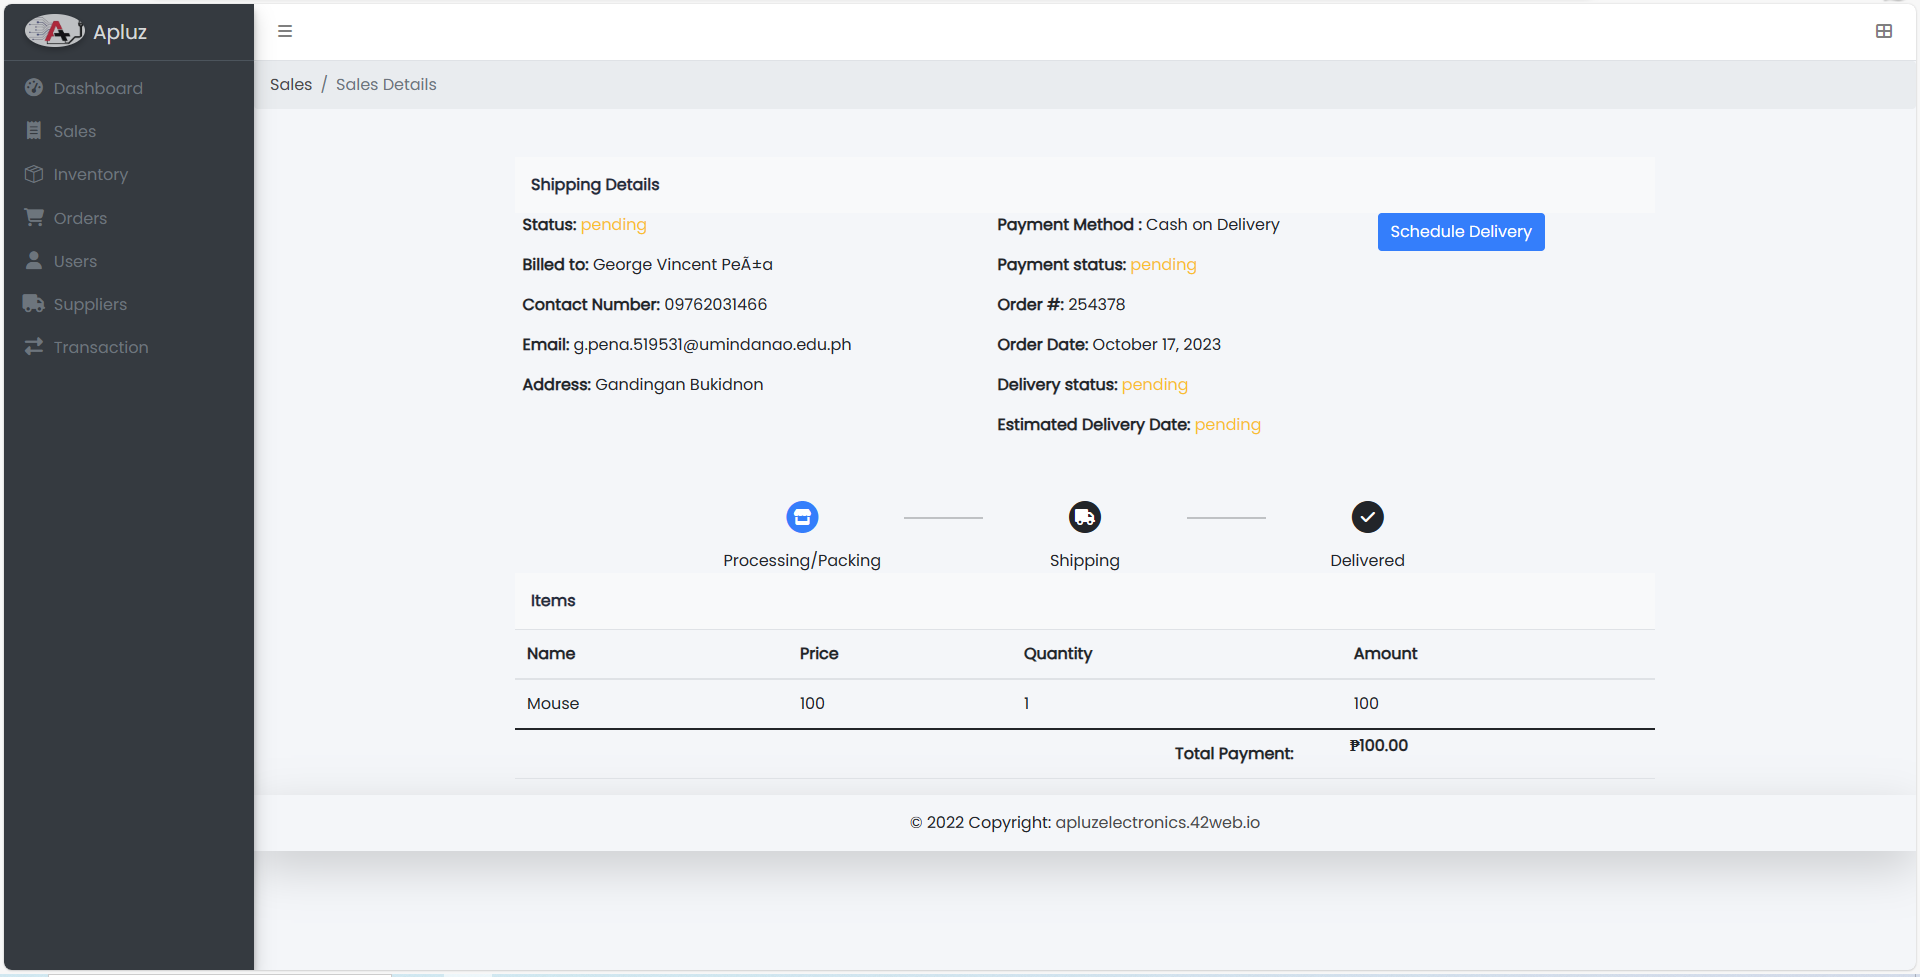 Apluz
Dashboard
Sales
Inventory
Orders
Users
Suppliers
Transaction
Sales / Sales Details
Shipping Details
Status: pending
Billed to: George Vincent PeÃ±a
Contact Number: 09762031466
Email: g.pena.519531@umindanao.edu.ph
Address: Gandingan Bukidnon
Payment Method : Cash on Delivery
Payment status: pending
Order #: 254378
Order Date: October 17, 2023
Delivery status: pending
Estimated Delivery Date: pending
Schedule Delivery
Processing/Packing Shipping Delivered
Items
Name Price Quantity Amount
Mouse 100 1 100
Total Payment: ₱100.00
© 2022 Copyright: apluzelectronics.42web.io